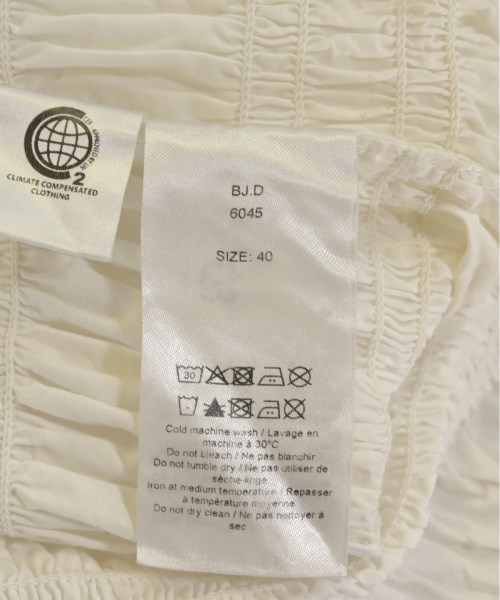 CO2
CLIMATE COMPENSATED
CLOTHING
BJ.D
6045
SIZE: 40
30
Cold machine wash / Lavage en
machine à 30°C
Do not bleach / Ne pas blanchir
Do not tumble dry / Ne pas utiliser de
sèche-linge
Iron at medium temperature / Repasser
à température moyenne
Do not dry clean / Ne pas nettoyer à
sec